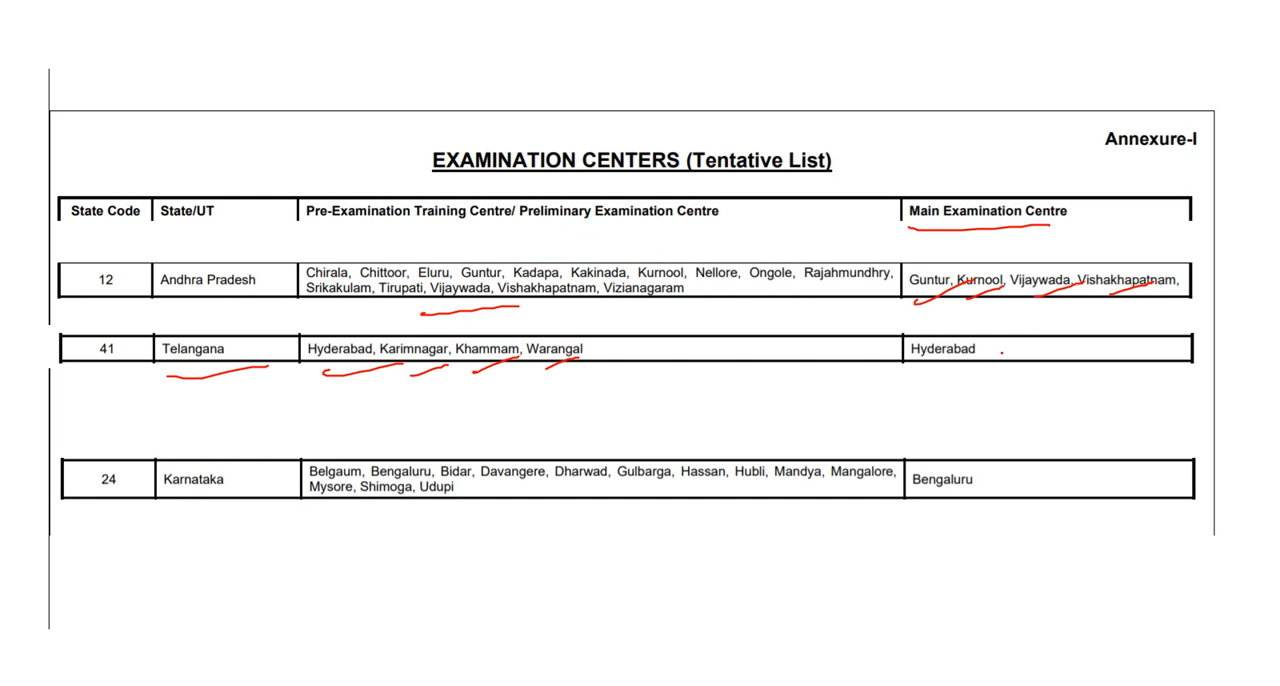 Annexure-I
EXAMINATION CENTERS (Tentative List)
State Code State/UT Pre-Examination Training Centre/ Preliminary Examination Centre Main Examination Centre
12 Andhra Pradesh Chirala, Chittoor, Eluru, Guntur, Kadapa, Kakinada, Kurnool, Nellore, Ongole, Rajahmundhry,
Srikakulam, Tirupati, Vijaywada, Vishakhapatnam, Vizianagaram
Guntur, Kurnool, Vijaywada, Vishakhapatnam,
41 Telangana Hyderabad, Karimnagar, Khammam, Warangal Hyderabad
24 Karnataka Belgaum, Bengaluru, Bidar, Davangere, Dharwad, Gulbarga, Hassan, Hubli, Mandya, Mangalore,
Mysore, Shimoga, Udupi
Bengaluru